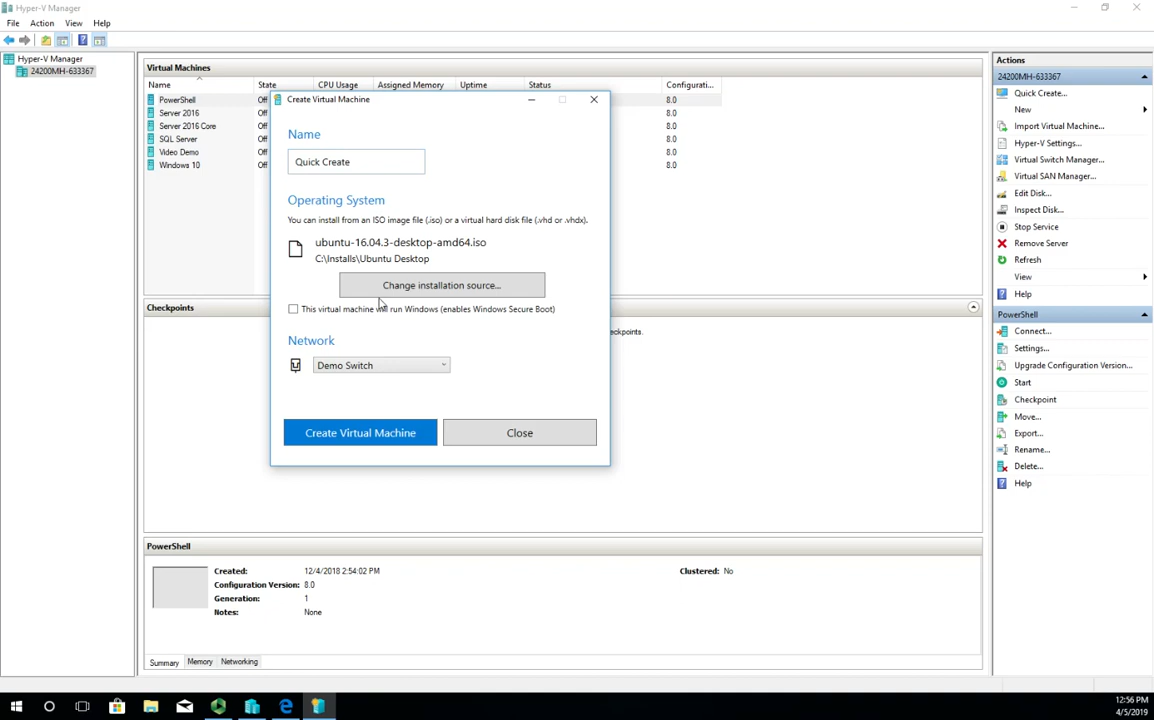 Hyper-V Manager
File Action View Help
Hyper-V Manager
24200MH-633367
Virtual Machines
Name State CPU Usage Assigned Memory Uptime Status Configurati...
PowerShell Off 8.0
Server 2016 Off 8.0
Server 2016 Core Off 8.0
SQL Server Off 8.0
Video Demo Off 8.0
Windows 10 Off 8.0
Create Virtual Machine
Name
Quick Create
Operating System
You can install from an ISO image file (.iso) or a virtual hard disk file (.vhd or .vhdx).
ubuntu-16.04.3-desktop-amd64.iso
C:\Installs\Ubuntu Desktop
Change installation source...
This virtual machine will run Windows (enables Windows Secure Boot)
Network
Demo Switch
Create Virtual Machine Close
Checkpoints
eckpoints.
PowerShell
Created: 12/4/2018 2:54:02 PM Clustered: No
Configuration Version: 8.0
Generation: 1
Notes: None
Summary Memory Networking
Actions
24200MH-633367
Quick Create...
New
Import Virtual Machine...
Hyper-V Settings...
Virtual Switch Manager...
Virtual SAN Manager...
Edit Disk...
Inspect Disk...
Stop Service
Remove Server
Refresh
View
Help
PowerShell
Connect...
Settings...
Upgrade Configuration Version...
Start
Checkpoint
Move...
Export...
Rename...
Delete...
Help
12:56 PM
4/5/2019